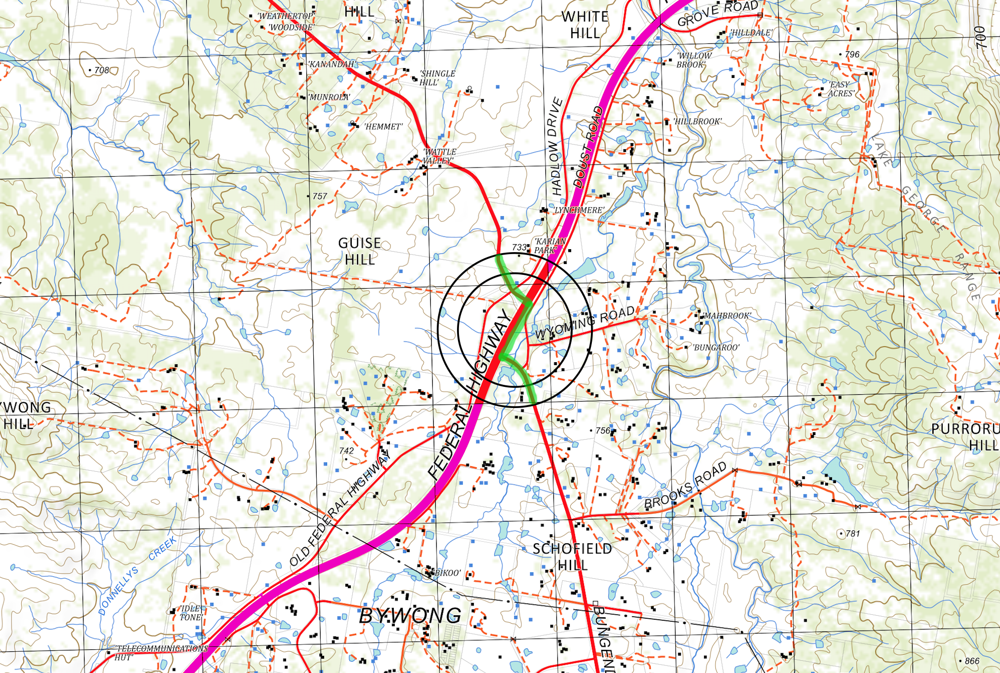 HILL
WHITE
HILL
GROVE ROAD
'WEATHERTOP'
'WOODSIDE'
'HILLDALE'
700
708
'KANANDAH'
'SHINGLE
HILL'
'WILLOW
BROOK'
796
'EASY
ACRES'
'MUNROLA'
'HEMMET'
HADLOW DRIVE
DOUST ROAD
'HILLBROOK'
'WATTLE
VALLEY'
LAKE GEORGE RANGE
757
'LYNCHMERE'
GUISE
HILL
733
'KARIAN
PARK'
WYOMING ROAD
'MAHBROOK'
'BUNGAROO'
FEDERAL HIGHWAY
YWONG
HILL
756
PURRORU
HILL
742
OLD FEDERAL HIGHWAY
BROOKS ROAD
781
DONNELLYS CREEK
SCHOFIELD
HILL
'BIKOO'
'IDLE
TONE'
BYWONG
BUNGEND
'TELECOMMUNICATIONS
HUT'
866